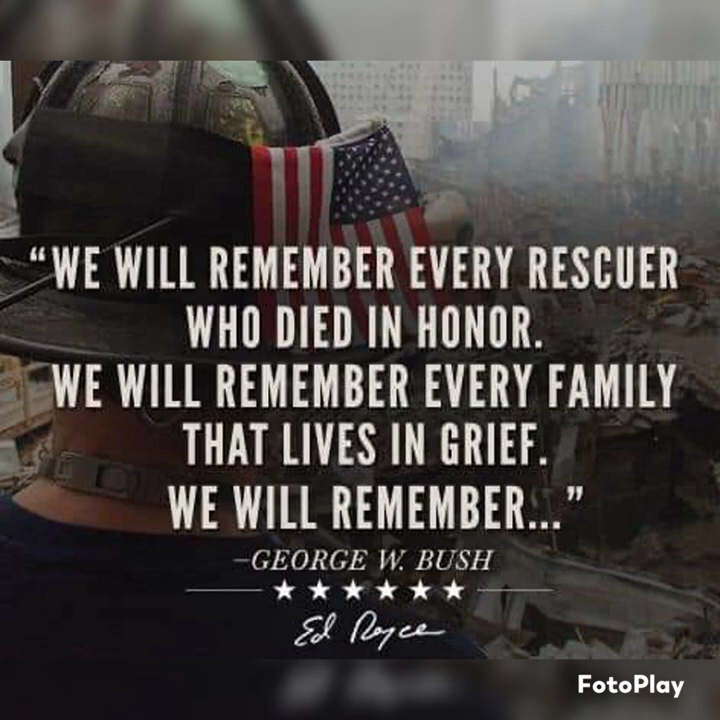 “WE WILL REMEMBER EVERY RESCUER
WHO DIED IN HONOR.
WE WILL REMEMBER EVERY FAMILY
THAT LIVES IN GRIEF.
WE WILL REMEMBER...”
–GEORGE W. BUSH
Ed Royce
FotoPlay